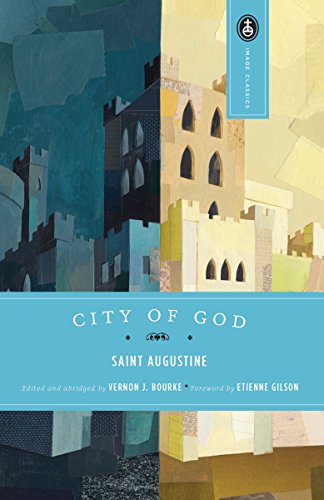 IMAGE CLASSICS
CITY OF GOD
SAINT AUGUSTINE
Edited and abridged by VERNON J. BOURKE • Foreword by ETIENNE GILSON